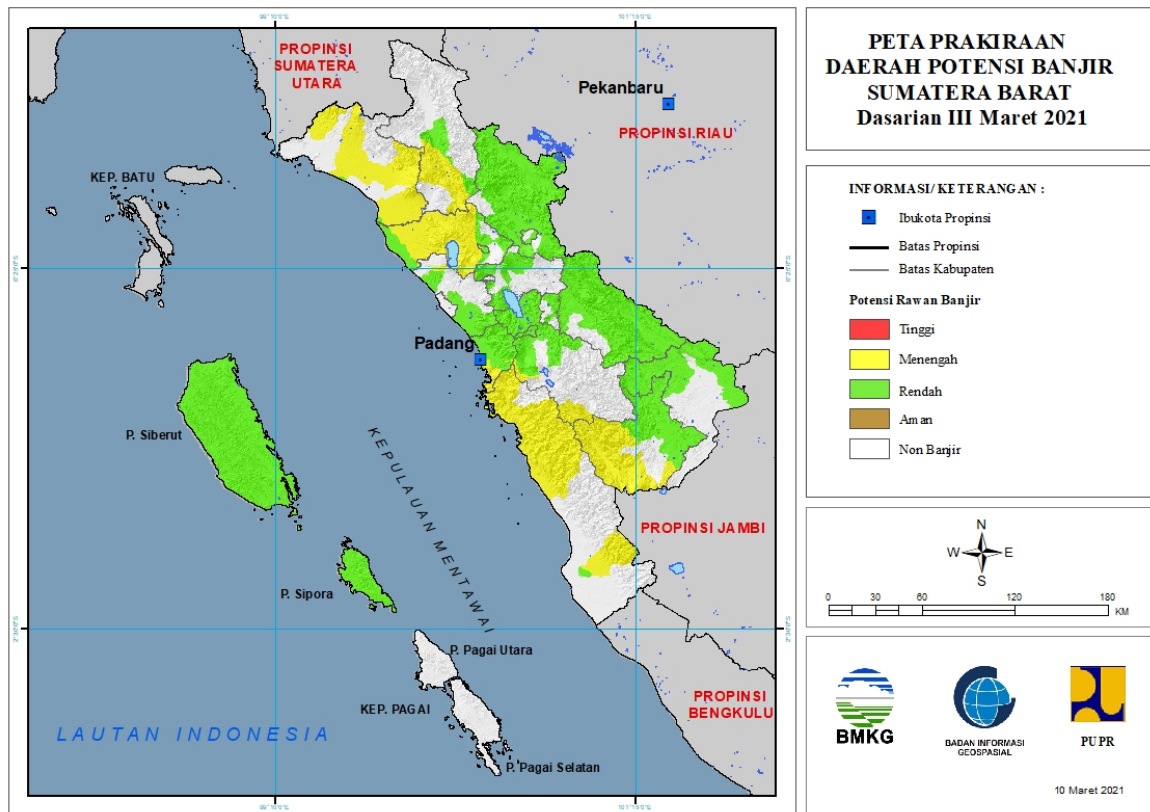 PETA PRAKIRAAN
DAERAH POTENSI BANJIR
SUMATERA BARAT
Dasarian III Maret 2021
INFORMASI/ KETERANGAN :
Ibukota Propinsi
Batas Propinsi
Batas Kabupaten
Potensi Rawan Banjir
Tinggi
Menengah
Rendah
Aman
Non Banjir
N
W E
S
0 30 60 120 180
KM
BMKG
BADAN INFORMASI
GEOSPASIAL
PUPR
10 Maret 2021
PROPINSI
SUMATERA
UTARA
Pekanbaru
PROPINSI RIAU
KEP. BATU
Padang
P. Siberut
KEPULAUAN MENTAWAI
PROPINSI JAMBI
P. Sipora
P. Pagai Utara
KEP. PAGAI
PROPINSI
BENGKULU
LAUTAN INDONESIA
P. Pagai Selatan